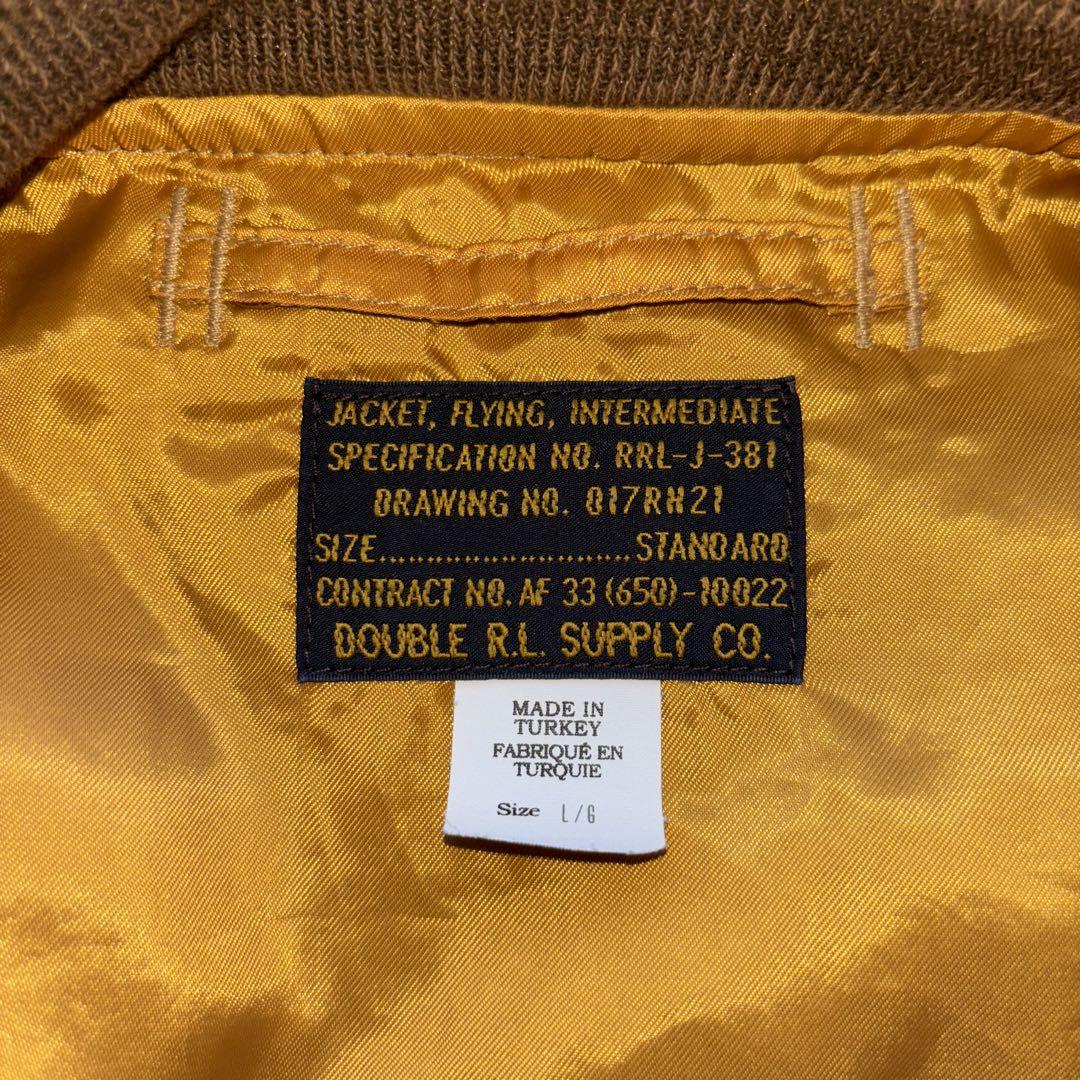 JACKET, FLYING, INTERMEDIATE
SPECIFICATION NO. RRL-J-381
DRAWING NO. 017RH21
SIZE............................STANDARD
CONTRACT NO. AF 33 (650)-10022
DOUBLE R.L. SUPPLY CO.
MADE IN
TURKEY
FABRIQUÉ EN
TURQUIE
Size L/G